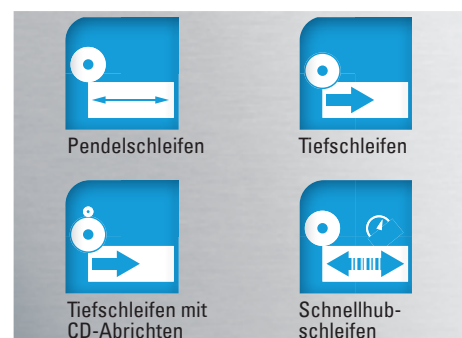 Pendelschleifen
Tiefschleifen
Tiefschleifen mit
CD-Abrichten
Schnellhub-
schleifen